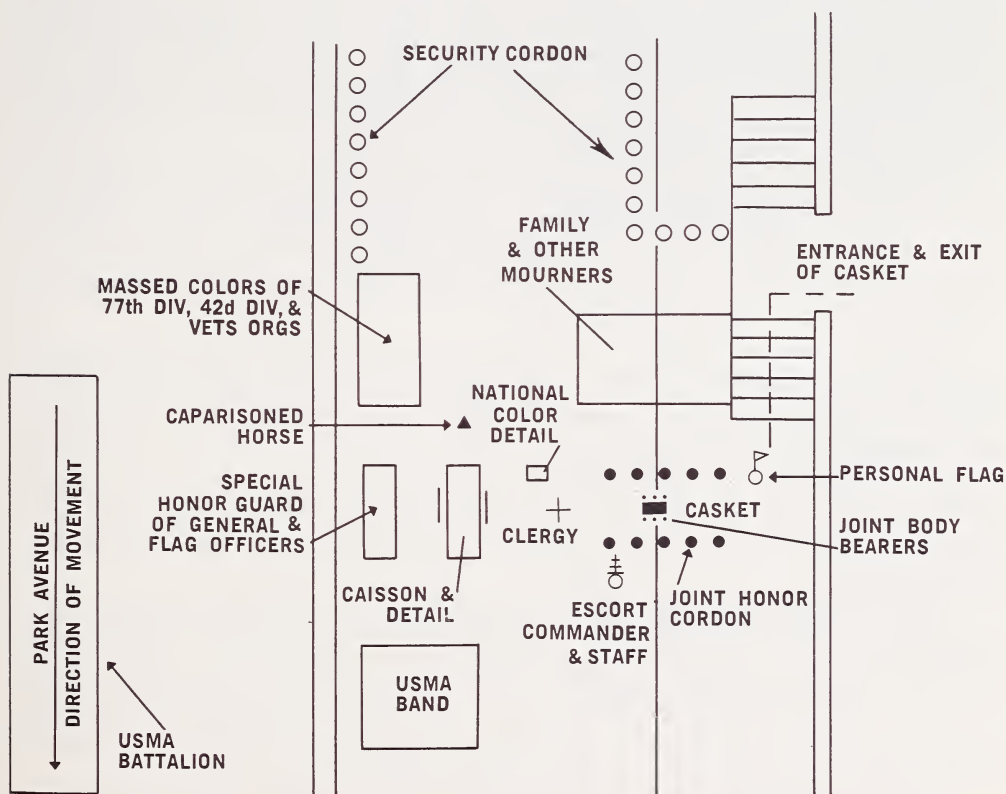 SECURITY CORDON
FAMILY
& OTHER
MOURNERS
ENTRANCE & EXIT
OF CASKET
MASSED COLORS OF
77th DIV, 42d DIV, &
VETS ORGS
NATIONAL
COLOR
DETAIL
CAPARISONED
HORSE
PERSONAL FLAG
SPECIAL
HONOR GUARD
OF GENERAL &
FLAG OFFICERS
CLERGY
CASKET
JOINT BODY
BEARERS
CAISSON &
DETAIL
ESCORT
COMMANDER
& STAFF
JOINT HONOR
CORDON
PARK AVENUE
DIRECTION OF MOVEMENT
USMA
BAND
USMA
BATTALION